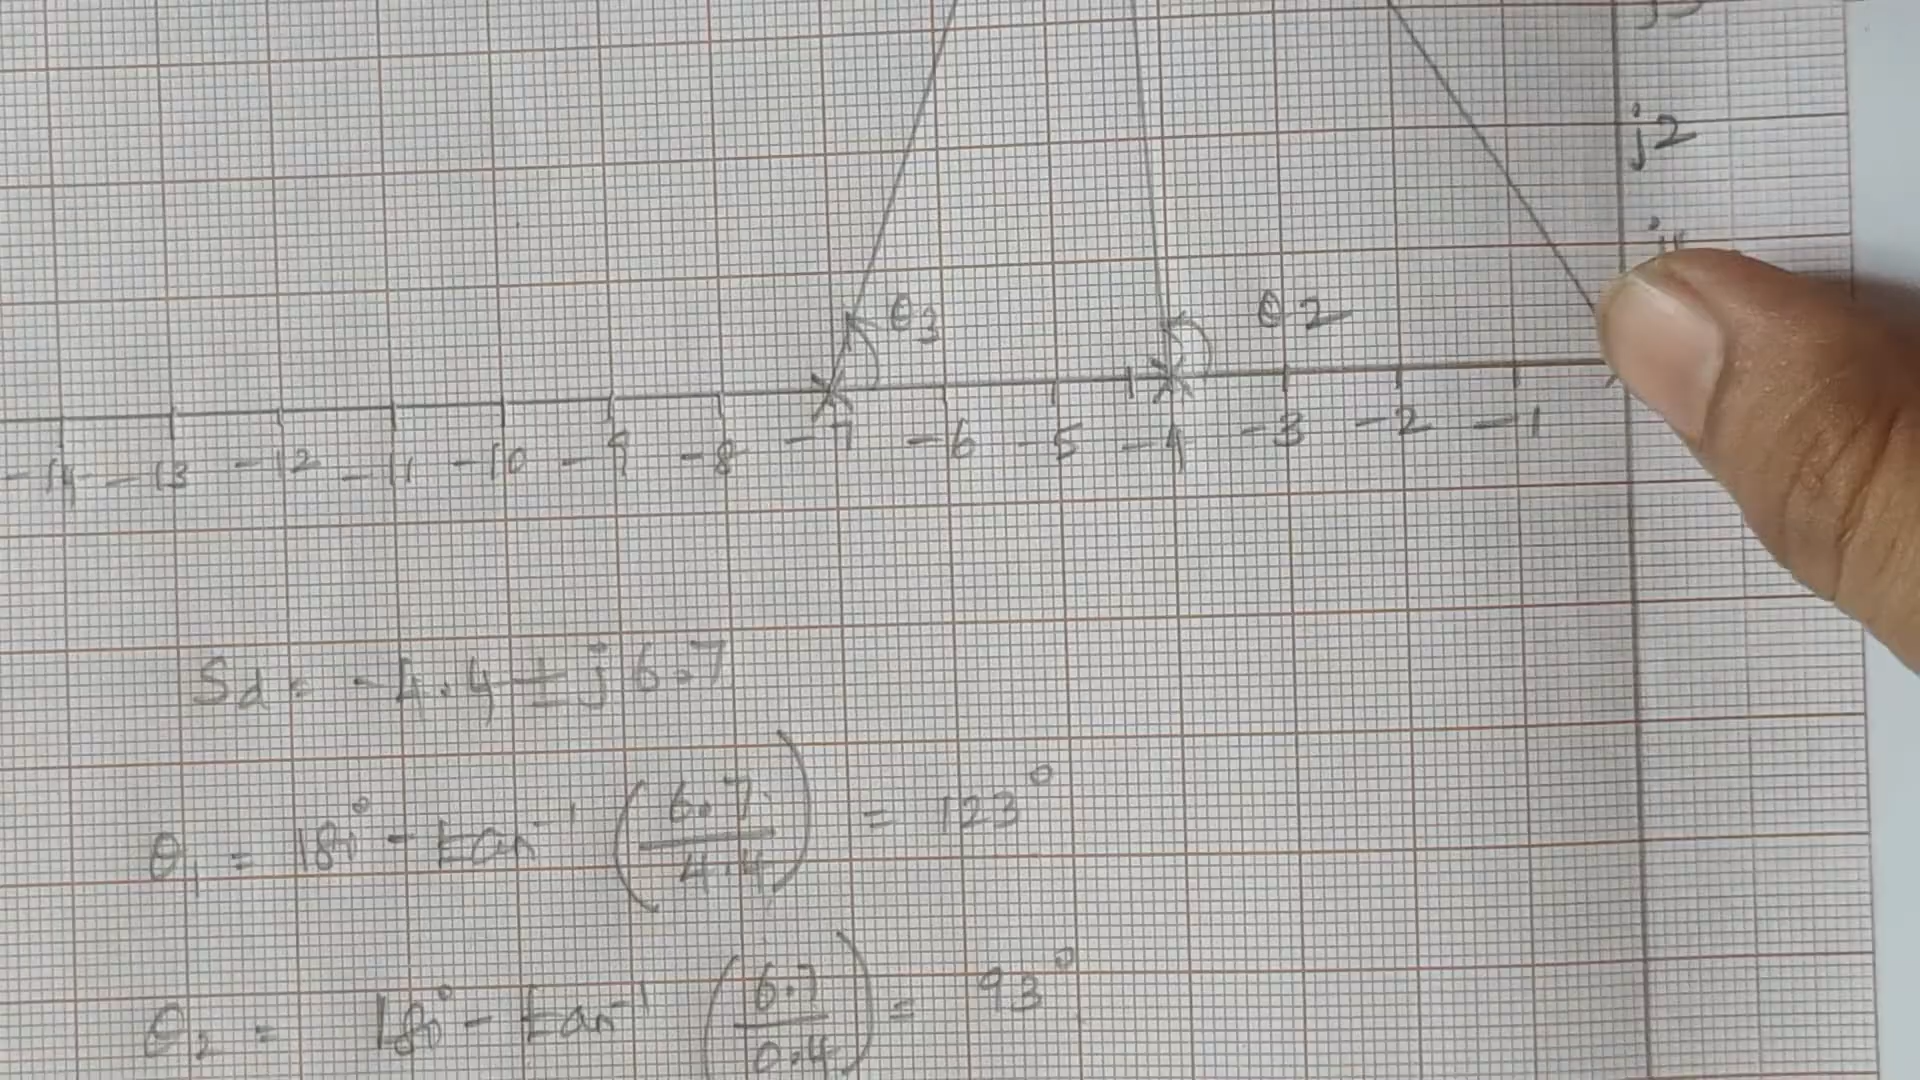 j2
θ3
θ2
-14 -13 -12 -11 -10 -9 -8 -7 -6 -5 -4 -3 -2 -1
Sd = -4.4 ± j6.7
θ1 = 180° - tan⁻¹ (6.7/4.4) = 123°
θ2 = 180° - tan⁻¹ (6.7/0.4) = 93°